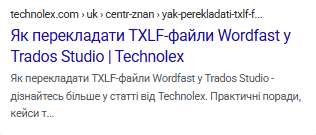 technolex.com › uk › centr-znan › yak-perekladati-txlf-f...
Як перекладати TXLF-файли Wordfast у
Trados Studio | Technolex
Як перекладати TXLF-файли Wordfast у Trados Studio -
дізнайтесь більше у статті від Technolex. Практичні поради,
кейси т...